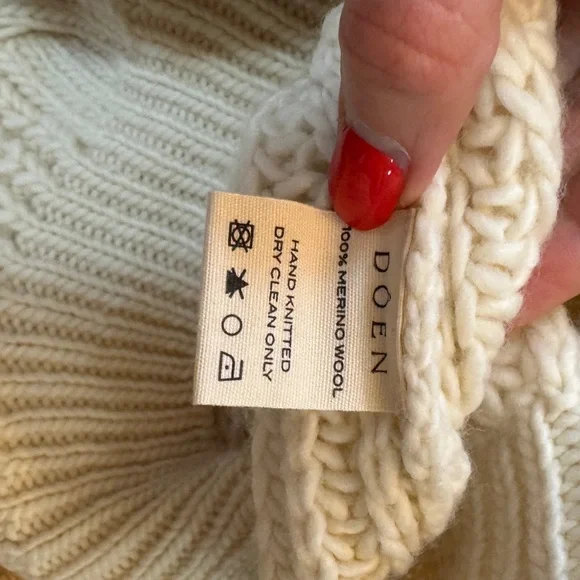 DÔEN
100% MERINO WOOL
HAND KNITTED
DRY CLEAN ONLY